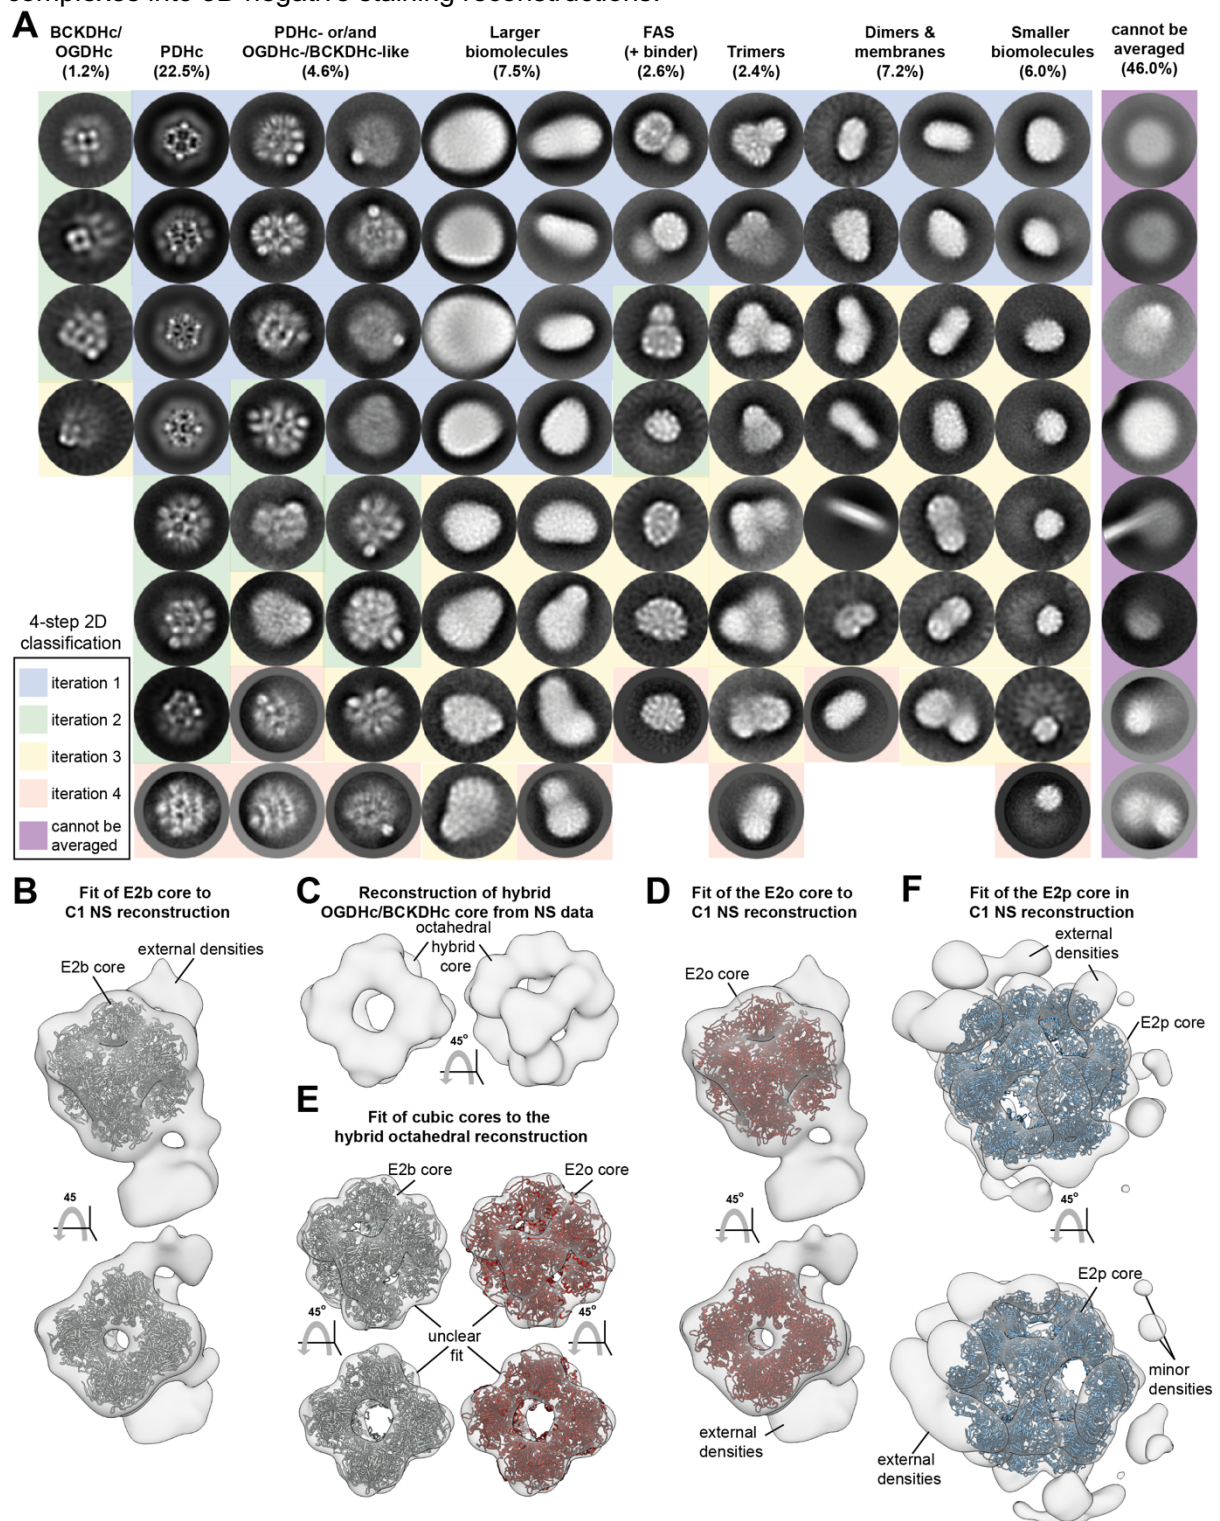 complexes into 3D negative staining reconstructions.
A
BCKDHc/
OGDHc
(1.2%)
PDHc
(22.5%)
PDHc- or/and
OGDHc-/BCKDHc-like
(4.6%)
Larger
biomolecules
(7.5%)
FAS
(+ binder)
(2.6%)
Trimers
(2.4%)
Dimers &
membranes
(7.2%)
Smaller
biomolecules
(6.0%)
cannot be
averaged
(46.0%)
4-step 2D
classification
iteration 1
iteration 2
iteration 3
iteration 4
cannot be
averaged
B
Fit of E2b core to
C1 NS reconstruction
external densities
E2b core
45
C
Reconstruction of hybrid
OGDHc/BCKDHc core from NS data
octahedral
hybrid
core
45°
E
Fit of cubic cores to the
hybrid octahedral reconstruction
E2b core
E2o core
45°
45°
unclear
fit
D
Fit of the E2o core to
C1 NS reconstruction
E2o core
45°
external
densities
F
Fit of the E2p core in
C1 NS reconstruction
external
densities
E2p core
45°
E2p core
minor
densities
external
densities